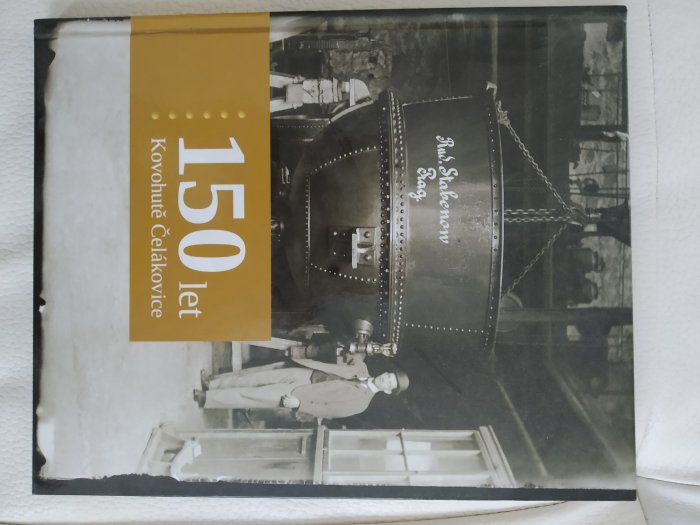 150 let
Kovohutě Čelákovice
Rud. Stabenow
Prag.